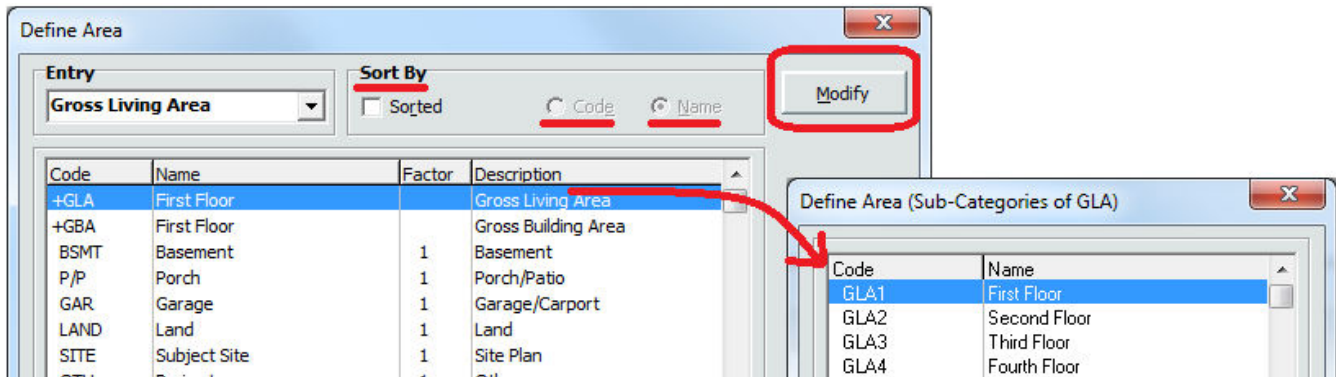 Define Area
Entry
Gross Living Area
Sort By
Sorted
Code
Name
Modify
Code Name Factor Description
+GLA First Floor Gross Living Area
+GBA First Floor Gross Building Area
BSMT Basement 1 Basement
P/P Porch 1 Porch/Patio
GAR Garage 1 Garage/Carport
LAND Land 1 Land
SITE Subject Site 1 Site Plan
Define Area (Sub-Categories of GLA)
Code Name
GLA1 First Floor
GLA2 Second Floor
GLA3 Third Floor
GLA4 Fourth Floor